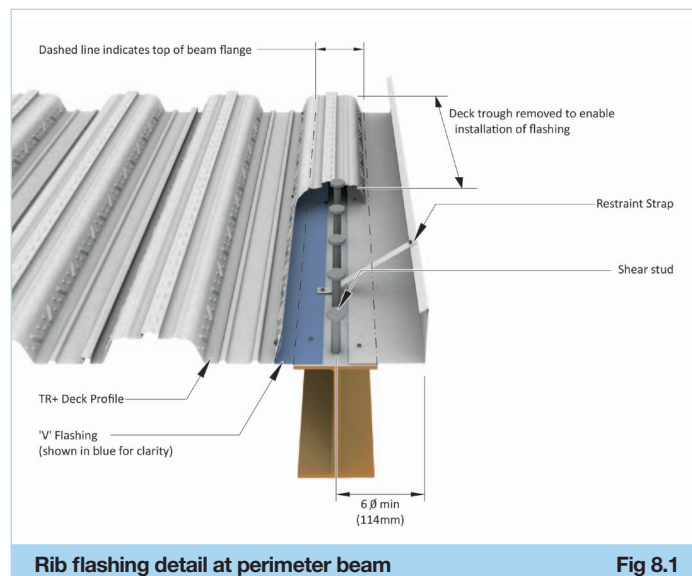 Dashed line indicates top of beam flange
Deck trough removed to enable
installation of flashing
Restraint Strap
Shear stud
TR+ Deck Profile
'V' Flashing
(shown in blue for clarity)
6 Ø min
(114mm)
Rib flashing detail at perimeter beam
Fig 8.1